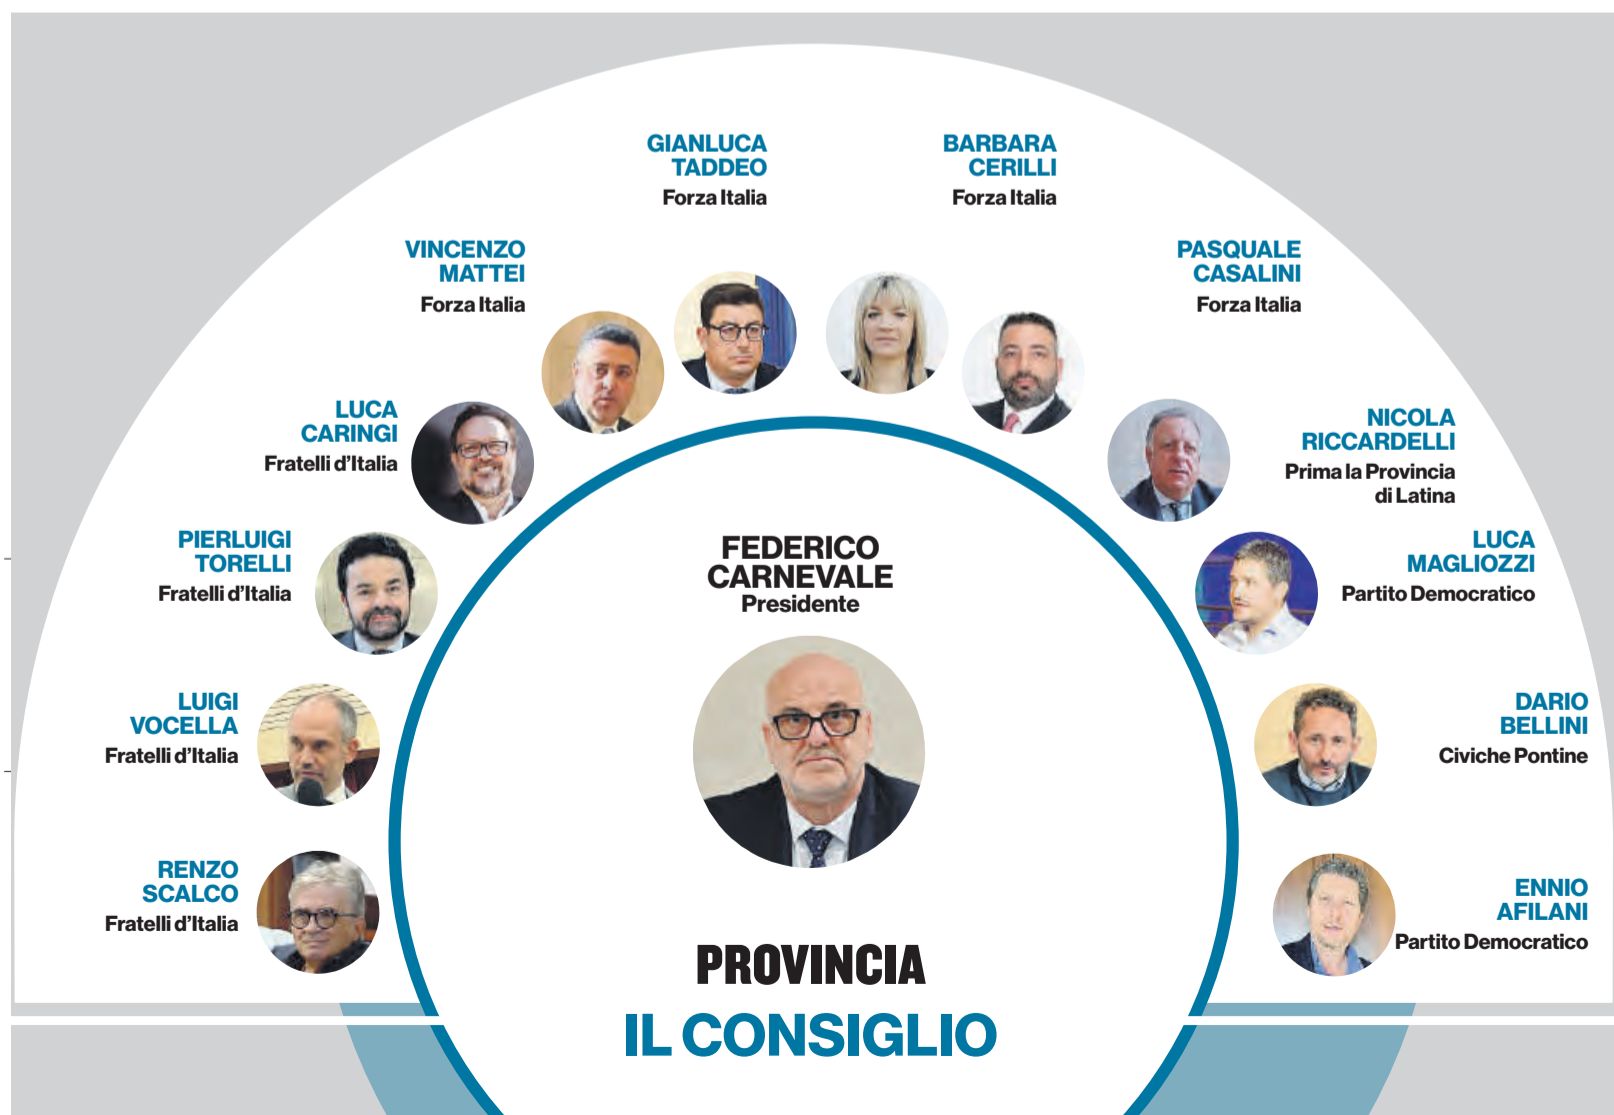 GIANLUCA
TADDEO
Forza Italia
BARBARA
CERILLI
Forza Italia
VINCENZO
MATTEI
Forza Italia
PASQUALE
CASALINI
Forza Italia
LUCA
CARINGI
Fratelli d'Italia
NICOLA
RICCARDELLI
Prima la Provincia
di Latina
PIERLUIGI
TORELLI
Fratelli d'Italia
FEDERICO
CARNEVALE
Presidente
LUCA
MAGLIOZZI
Partito Democratico
LUIGI
VOCELLA
Fratelli d'Italia
DARIO
BELLINI
Civiche Pontine
RENZO
SCALCO
Fratelli d'Italia
ENNIO
AFILANI
Partito Democratico
PROVINCIA
IL CONSIGLIO